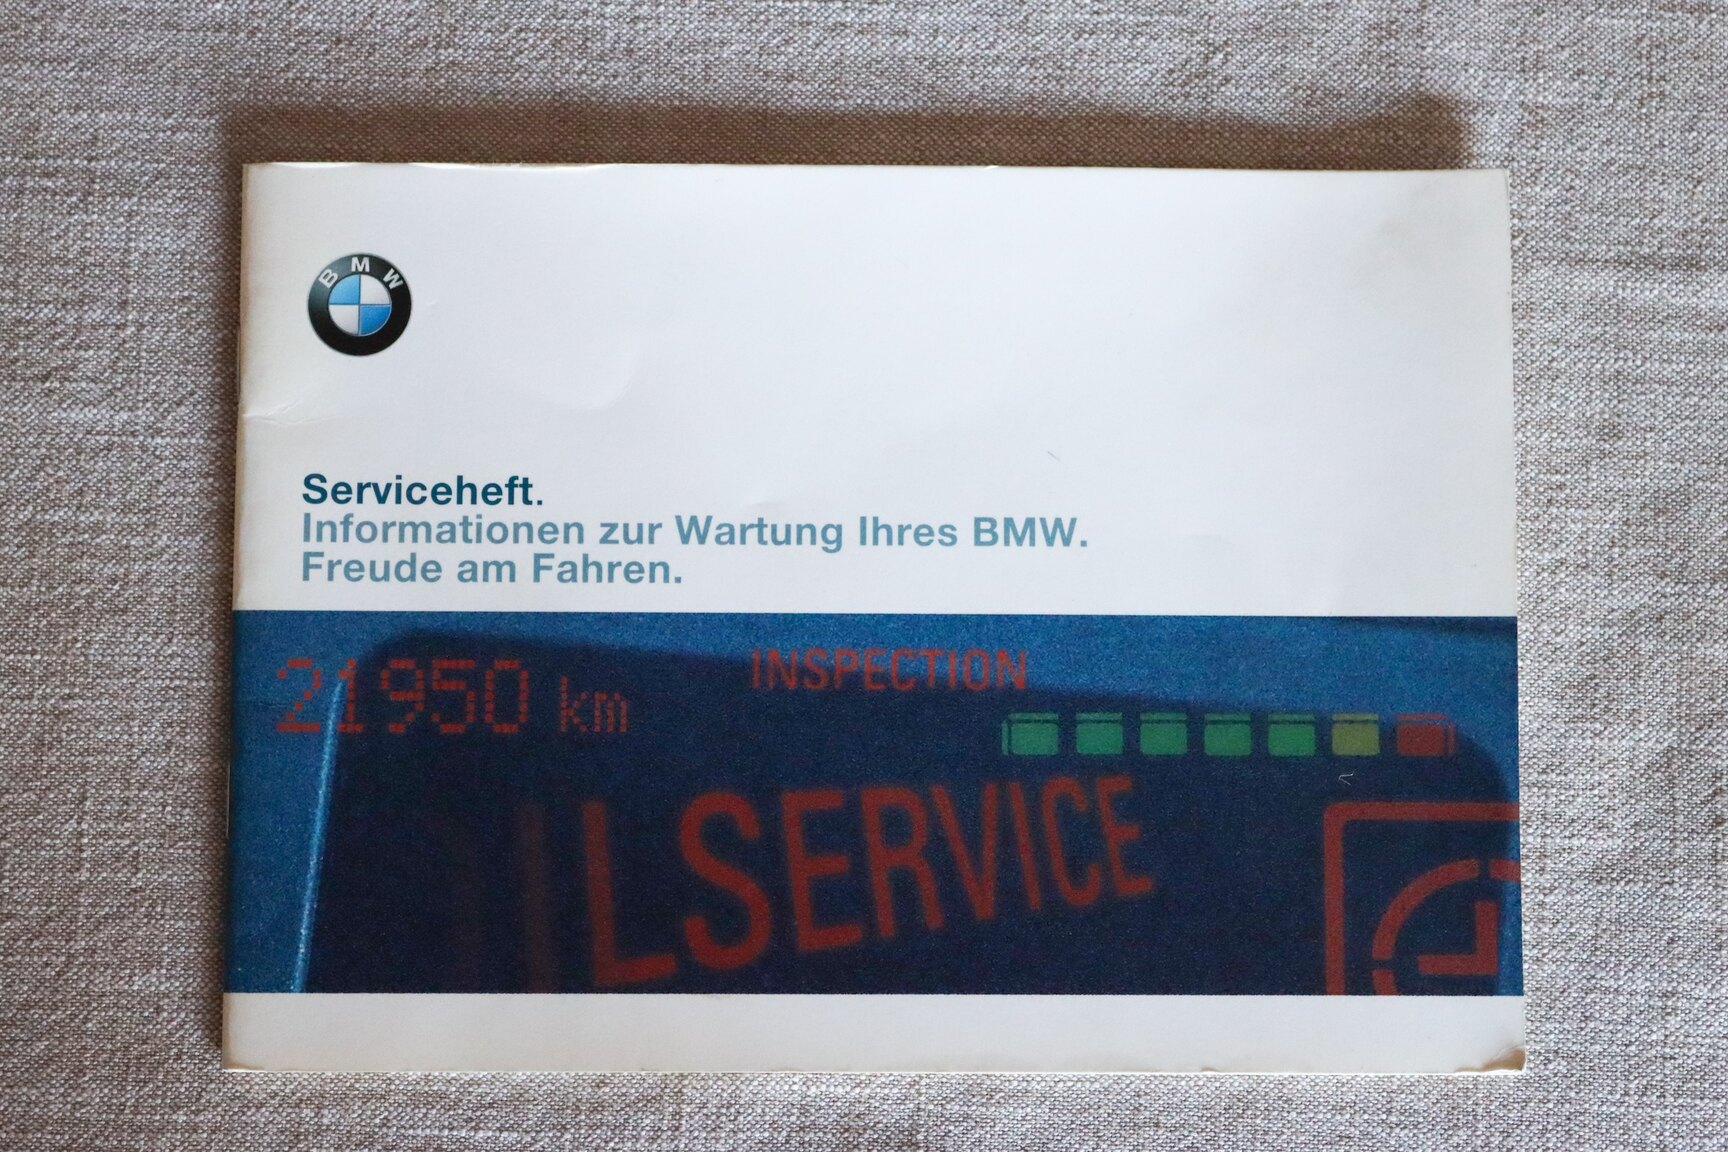 BMW
Serviceheft.
Informationen zur Wartung Ihres BMW.
Freude am Fahren.
21950 km
INSPECTION
LSERVICE